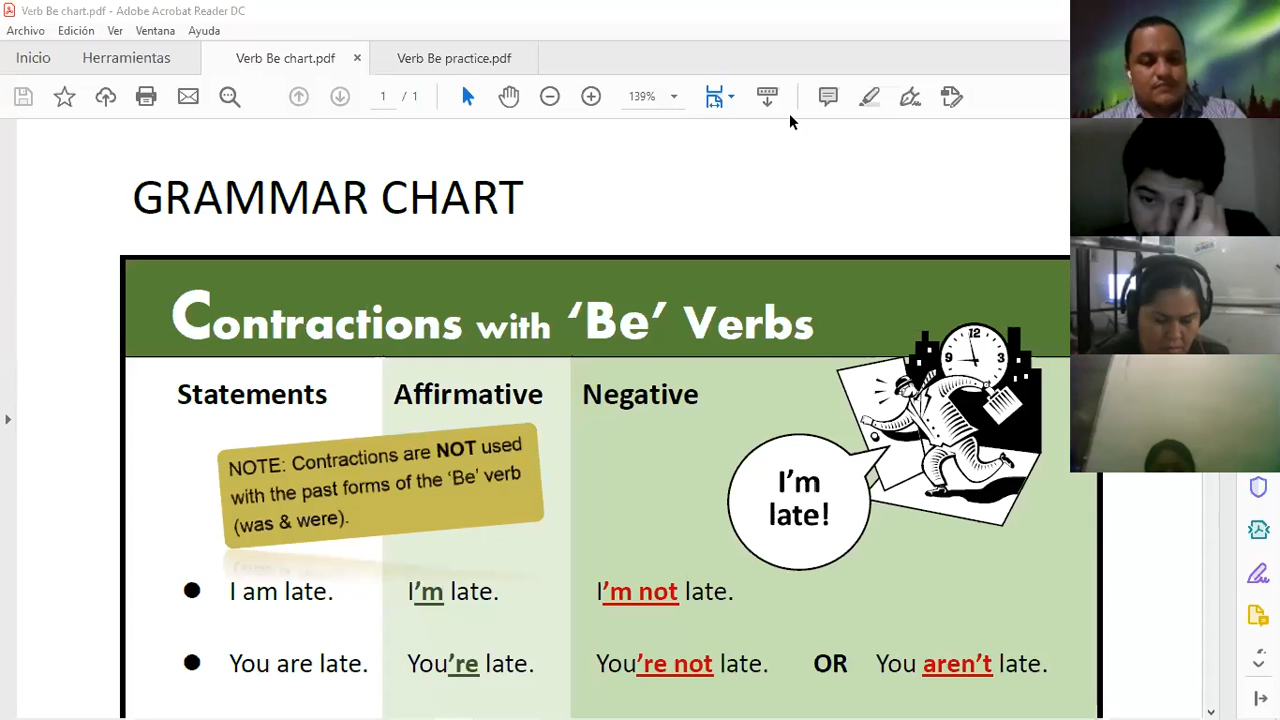 Verb Be chart.pdf - Adobe Acrobat Reader DC
Archivo Edición Ver Ventana Ayuda
Inicio Herramientas Verb Be chart.pdf × Verb Be practice.pdf
1 / 1 139%
GRAMMAR CHART
Contractions with ‘Be’ Verbs
12
9 3
Statements Affirmative Negative
NOTE: Contractions are NOT used
with the past forms of the ‘Be’ verb
(was & were).
I’m
late!
● I am late. I’m late. I’m not late.
● You are late. You’re late. You’re not late. OR You aren’t late.